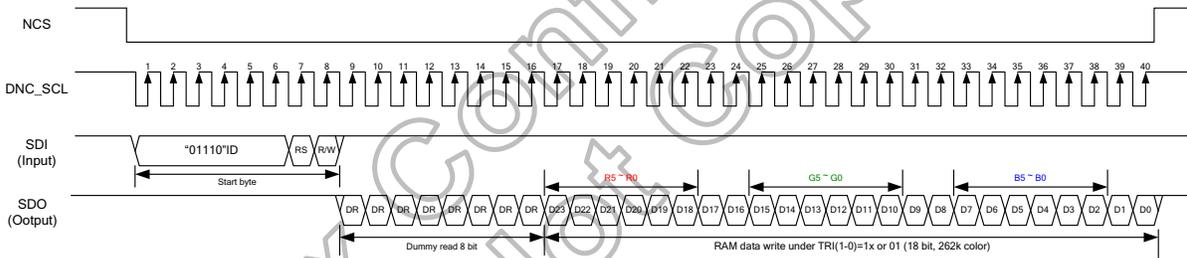 NCS
1 2 3 4 5 6 7 8 9 10 11 12 13 14 15 16 17 18 19 20 21 22 23 24 25 26 27 28 29 30 31 32 33 34 35 36 37 38 39 40
DNC_SCL
SDI
(Input)
"01110"ID RS R/W
Start byte
R5 ~ R0 G5 ~ G0 B5 ~ B0
SDO
(Ootput)
DR DR DR DR DR DR DR DR D23 D22 D21 D20 D19 D18 D17 D16 D15 D14 D13 D12 D11 D10 D9 D8 D7 D6 D5 D4 D3 D2 D1 D0
Dummy read 8 bit
RAM data write under TRI(1-0)=1x or 01 (18 bit, 262k color)